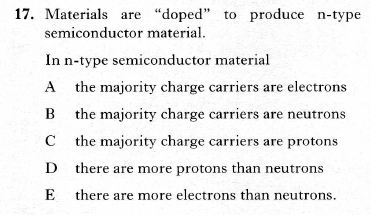 17. Materials are “doped” to produce n-type
semiconductor material.
In n-type semiconductor material
A the majority charge carriers are electrons
B the majority charge carriers are neutrons
C the majority charge carriers are protons
D there are more protons than neutrons
E there are more electrons than neutrons.